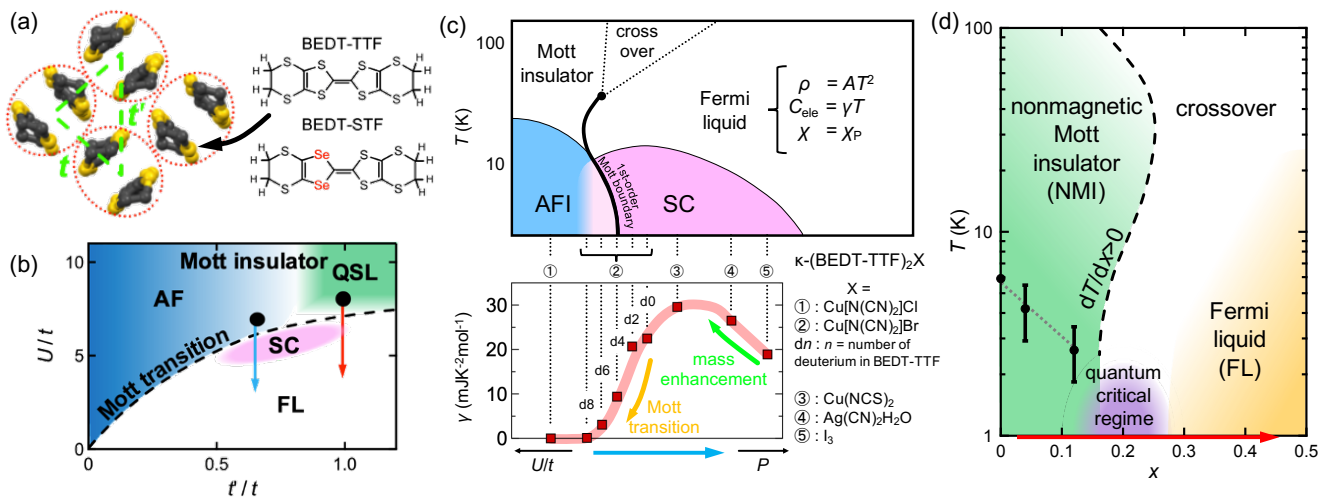 (a)
t'
t
BEDT-TTF
H H
H H
S S S S
S S S S
H H
H H
BEDT-STF
H H
H H
S Se S S
S Se S S
H H
H H
(b)
Mott insulator
QSL
AF
SC
Mott transition
FL
U/t
10
5
0
0
0.5
1.0
t'/t
(c)
100
10
T (K)
Mott
insulator
cross
over
Fermi
liquid
ρ = AT²
Cele = γT
χ = χP
AFI
1st-order
Mott boundary
SC
① ② ③ ④ ⑤
30
20
10
0
γ (mJK⁻²mol⁻¹)
d8
d6
d4
d2
d0
mass
enhancement
Mott
transition
U/t
P
κ-(BEDT-TTF)₂X
X =
① : Cu[N(CN)₂]Cl
② : Cu[N(CN)₂]Br
dn : n = number of
deuterium in BEDT-TTF
③ : Cu(NCS)₂
④ : Ag(CN)₂H₂O
⑤ : I₃
(d)
100
10
1
T (K)
nonmagnetic
Mott
insulator
(NMI)
crossover
dT/dx>0
Fermi
liquid
(FL)
quantum
critical
regime
0
0.1
0.2
0.3
0.4
0.5
x